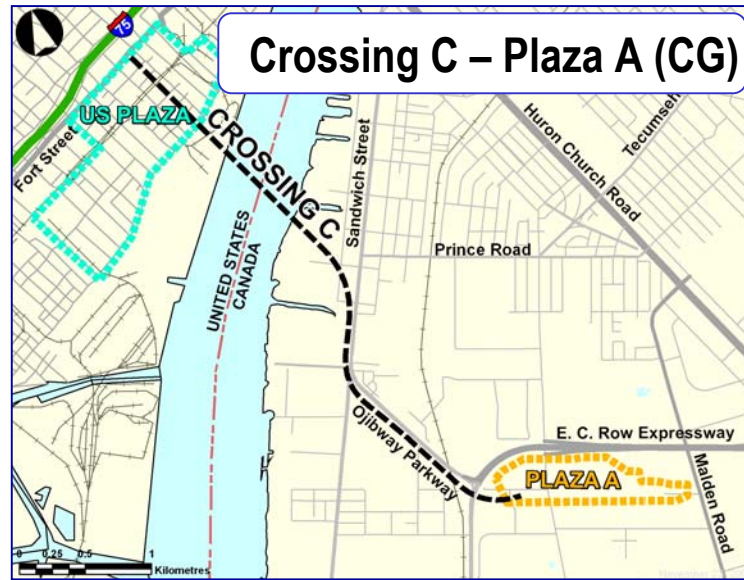 Crossing C – Plaza A (CG)
75
US PLAZA
CROSSING C
Fort Street
UNITED STATES
CANADA
Sandwich Street
Huron Church Road
Prince Road
Ojibway Parkway
E. C. Row Expressway
PLAZA A
Malden Road
0 0.25 0.5 1
Kilometres